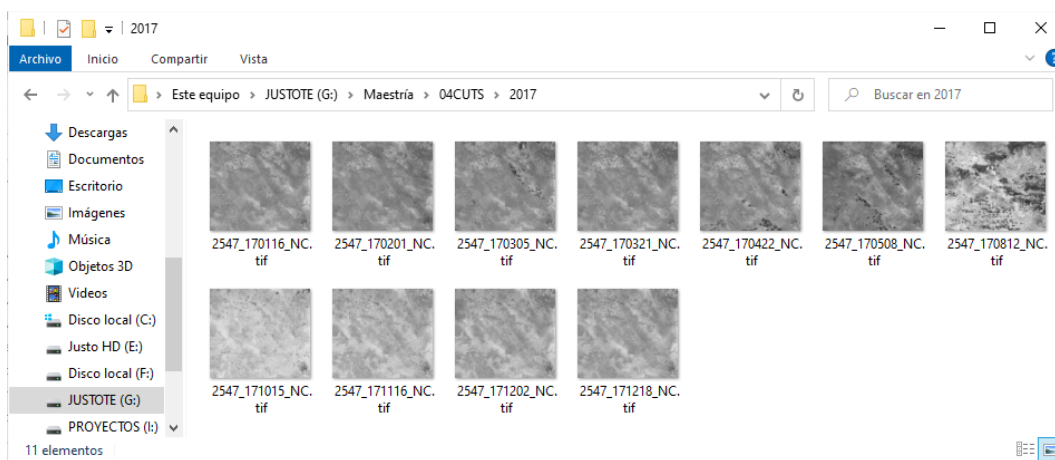 2017
Archivo Inicio Compartir Vista
Este equipo > JUSTOTE (G:) > Maestría > 04CUTS > 2017
Buscar en 2017
Descargas
Documentos
Escritorio
Imágenes
Música
Objetos 3D
Videos
Disco local (C:)
Justo HD (E:)
Disco local (F:)
JUSTOTE (G:)
PROYECTOS (I:)
2547_170116_NC.
tif
2547_170201_NC.
tif
2547_170305_NC.
tif
2547_170321_NC.
tif
2547_170422_NC.
tif
2547_170508_NC.
tif
2547_170812_NC.
tif
2547_171015_NC.
tif
2547_171116_NC.
tif
2547_171202_NC.
tif
2547_171218_NC.
tif
11 elementos